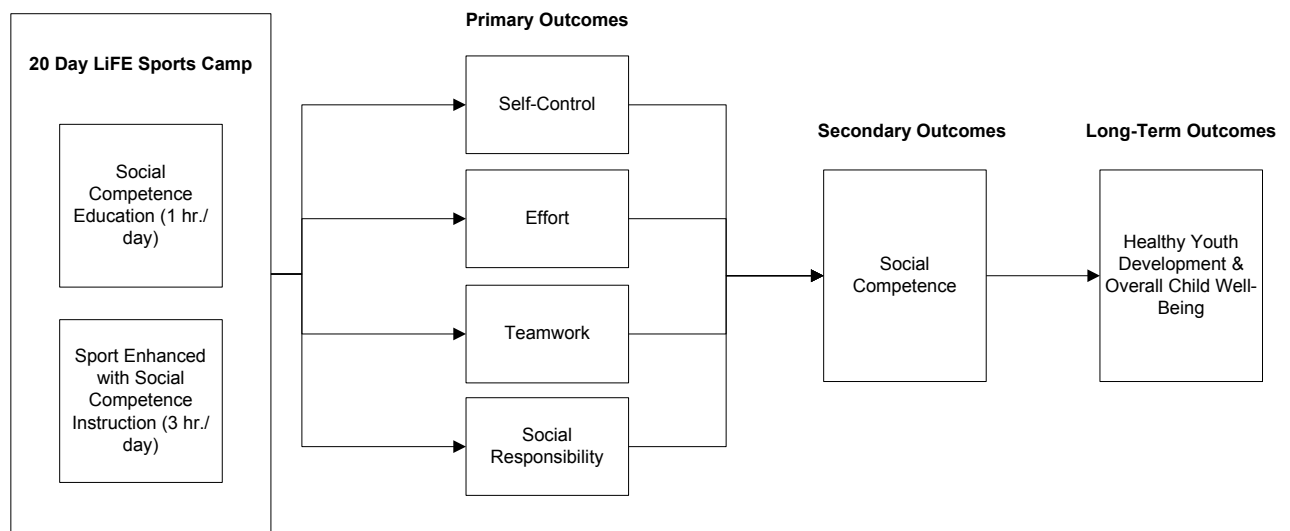 20 Day LiFE Sports Camp
Social
Competence
Education (1 hr./
day)
Sport Enhanced
with Social
Competence
Instruction (3 hr./
day)
Primary Outcomes
Self-Control
Effort
Teamwork
Social
Responsibility
Secondary Outcomes
Social
Competence
Long-Term Outcomes
Healthy Youth
Development &
Overall Child Well-
Being